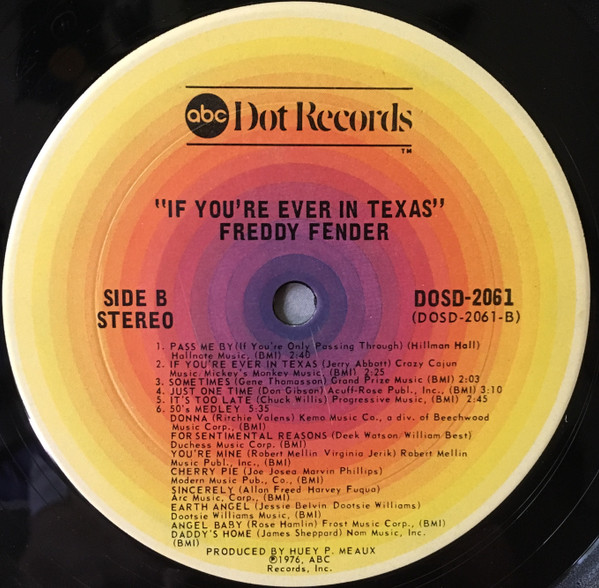 abc Dot Records
TM
"IF YOU'RE EVER IN TEXAS"
FREDDY FENDER
SIDE B
STEREO
DOSD-2061
(DOSD-2061-B)
1. PASS ME BY (If You're Only Passing Through) (Hillman Hall)
Hallnote Music, (BMI) 2:40
2. IF YOU'RE EVER IN TEXAS (Jerry Abbott) Crazy Cajun
Music/Mickey's Monkey Music, (BMI) 2:25
3. SOMETIMES (Gene Thomasson) Grand Prize Music (BMI) 2:03
4. JUST ONE TIME (Don Gibson) Acuff-Rose Publ., Inc., (BMI) 3:10
5. IT'S TOO LATE (Chuck Willis) Progressive Music, (BMI) 2:45
6. 50's MEDLEY 5:35
DONNA (Ritchie Valens) Kemo Music Co., a div. of Beechwood
Music Corp., (BMI)
FOR SENTIMENTAL REASONS (Deek Watson/William Best)
Duchess Music Corp. (BMI)
YOU'RE MINE (Robert Mellin Virginia Jerik) Robert Mellin
Music Publ., Inc., (BMI)
CHERRY PIE (Joe Josea Marvin Phillips)
Modern Music Pub., Co., (BMI)
SINCERELY (Allan Freed Harvey Fuqua)
Arc Music, Corp., (BMI)
EARTH ANGEL (Jessie Belvin Dootsie Williams)
Dootsie Williams Music, (BMI)
ANGEL BABY (Rose Hamlin) Frost Music Corp., (BMI)
DADDY'S HOME (James Sheppard) Nom Music, Inc.
(BMI)
PRODUCED BY HUEY P. MEAUX
℗1976, ABC
Records, Inc.